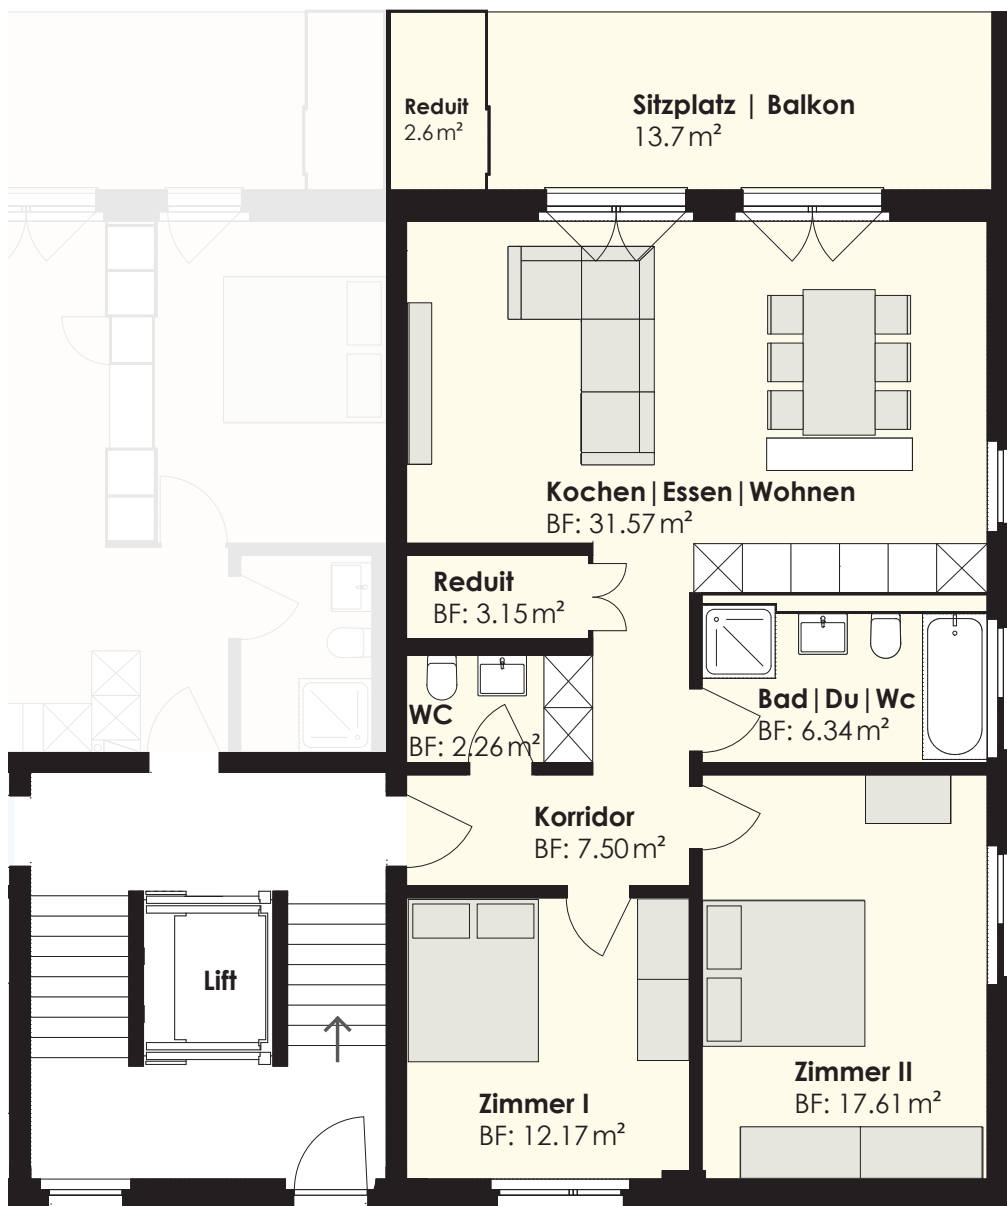 Reduit
2.6 m²
Sitzplatz | Balkon
13.7 m²
Kochen|Essen|Wohnen
BF: 31.57 m²
Reduit
BF: 3.15 m²
WC
BF: 2.26 m²
Bad|Du|Wc
BF: 6.34 m²
Korridor
BF: 7.50 m²
Lift
Zimmer I
BF: 12.17 m²
Zimmer II
BF: 17.61 m²